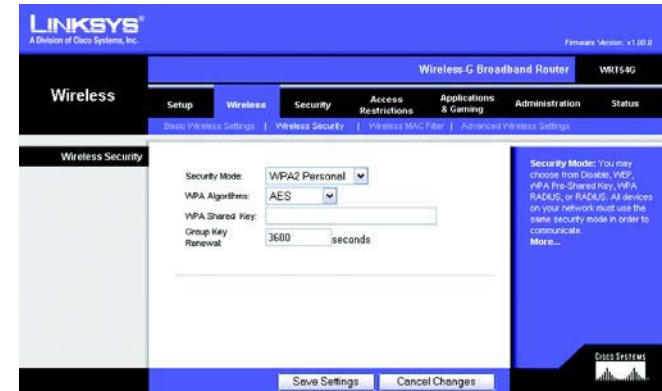 LINKSYS®
A Division of Cisco Systems, Inc.
Firmware Version: v1.00.0
Wireless-G Broadband Router WRT54G
Wireless
Setup Wireless Security Access Restrictions Applications & Gaming Administration Status
Basic Wireless Settings | Wireless Security | Wireless MAC Filter | Advanced Wireless Settings
Wireless Security
Security Mode: WPA2 Personal
WPA Algorithms: AES
WPA Shared Key:
Group Key Renewal: 3600 seconds
Security Mode: You may
choose from Disable, WEP,
WPA Pre-Shared Key, WPA
RADIUS, or RADIUS. All devices
on your network must use the
same security mode in order to
communicate.
More...
Save Settings Cancel Changes
CISCO SYSTEMS